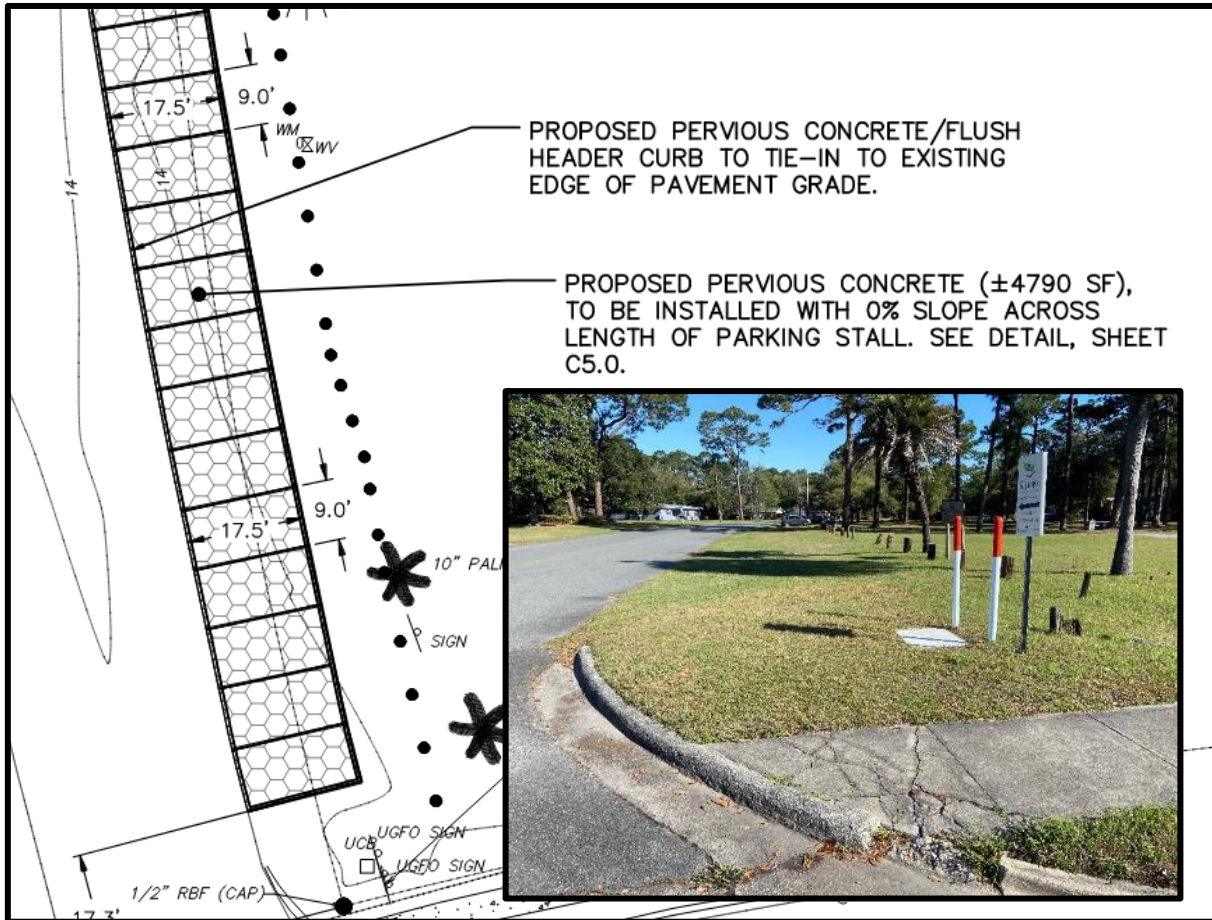 17.5'
9.0'
WM
WV
14
14
PROPOSED PERVIOUS CONCRETE/FLUSH
HEADER CURB TO TIE-IN TO EXISTING
EDGE OF PAVEMENT GRADE.
PROPOSED PERVIOUS CONCRETE (±4790 SF),
TO BE INSTALLED WITH 0% SLOPE ACROSS
LENGTH OF PARKING STALL. SEE DETAIL, SHEET
C5.0.
17.5'
9.0'
10" PAL
SIGN
UGFO SIGN
UCB
UGFO SIGN
1/2" RBF (CAP)
17.3'